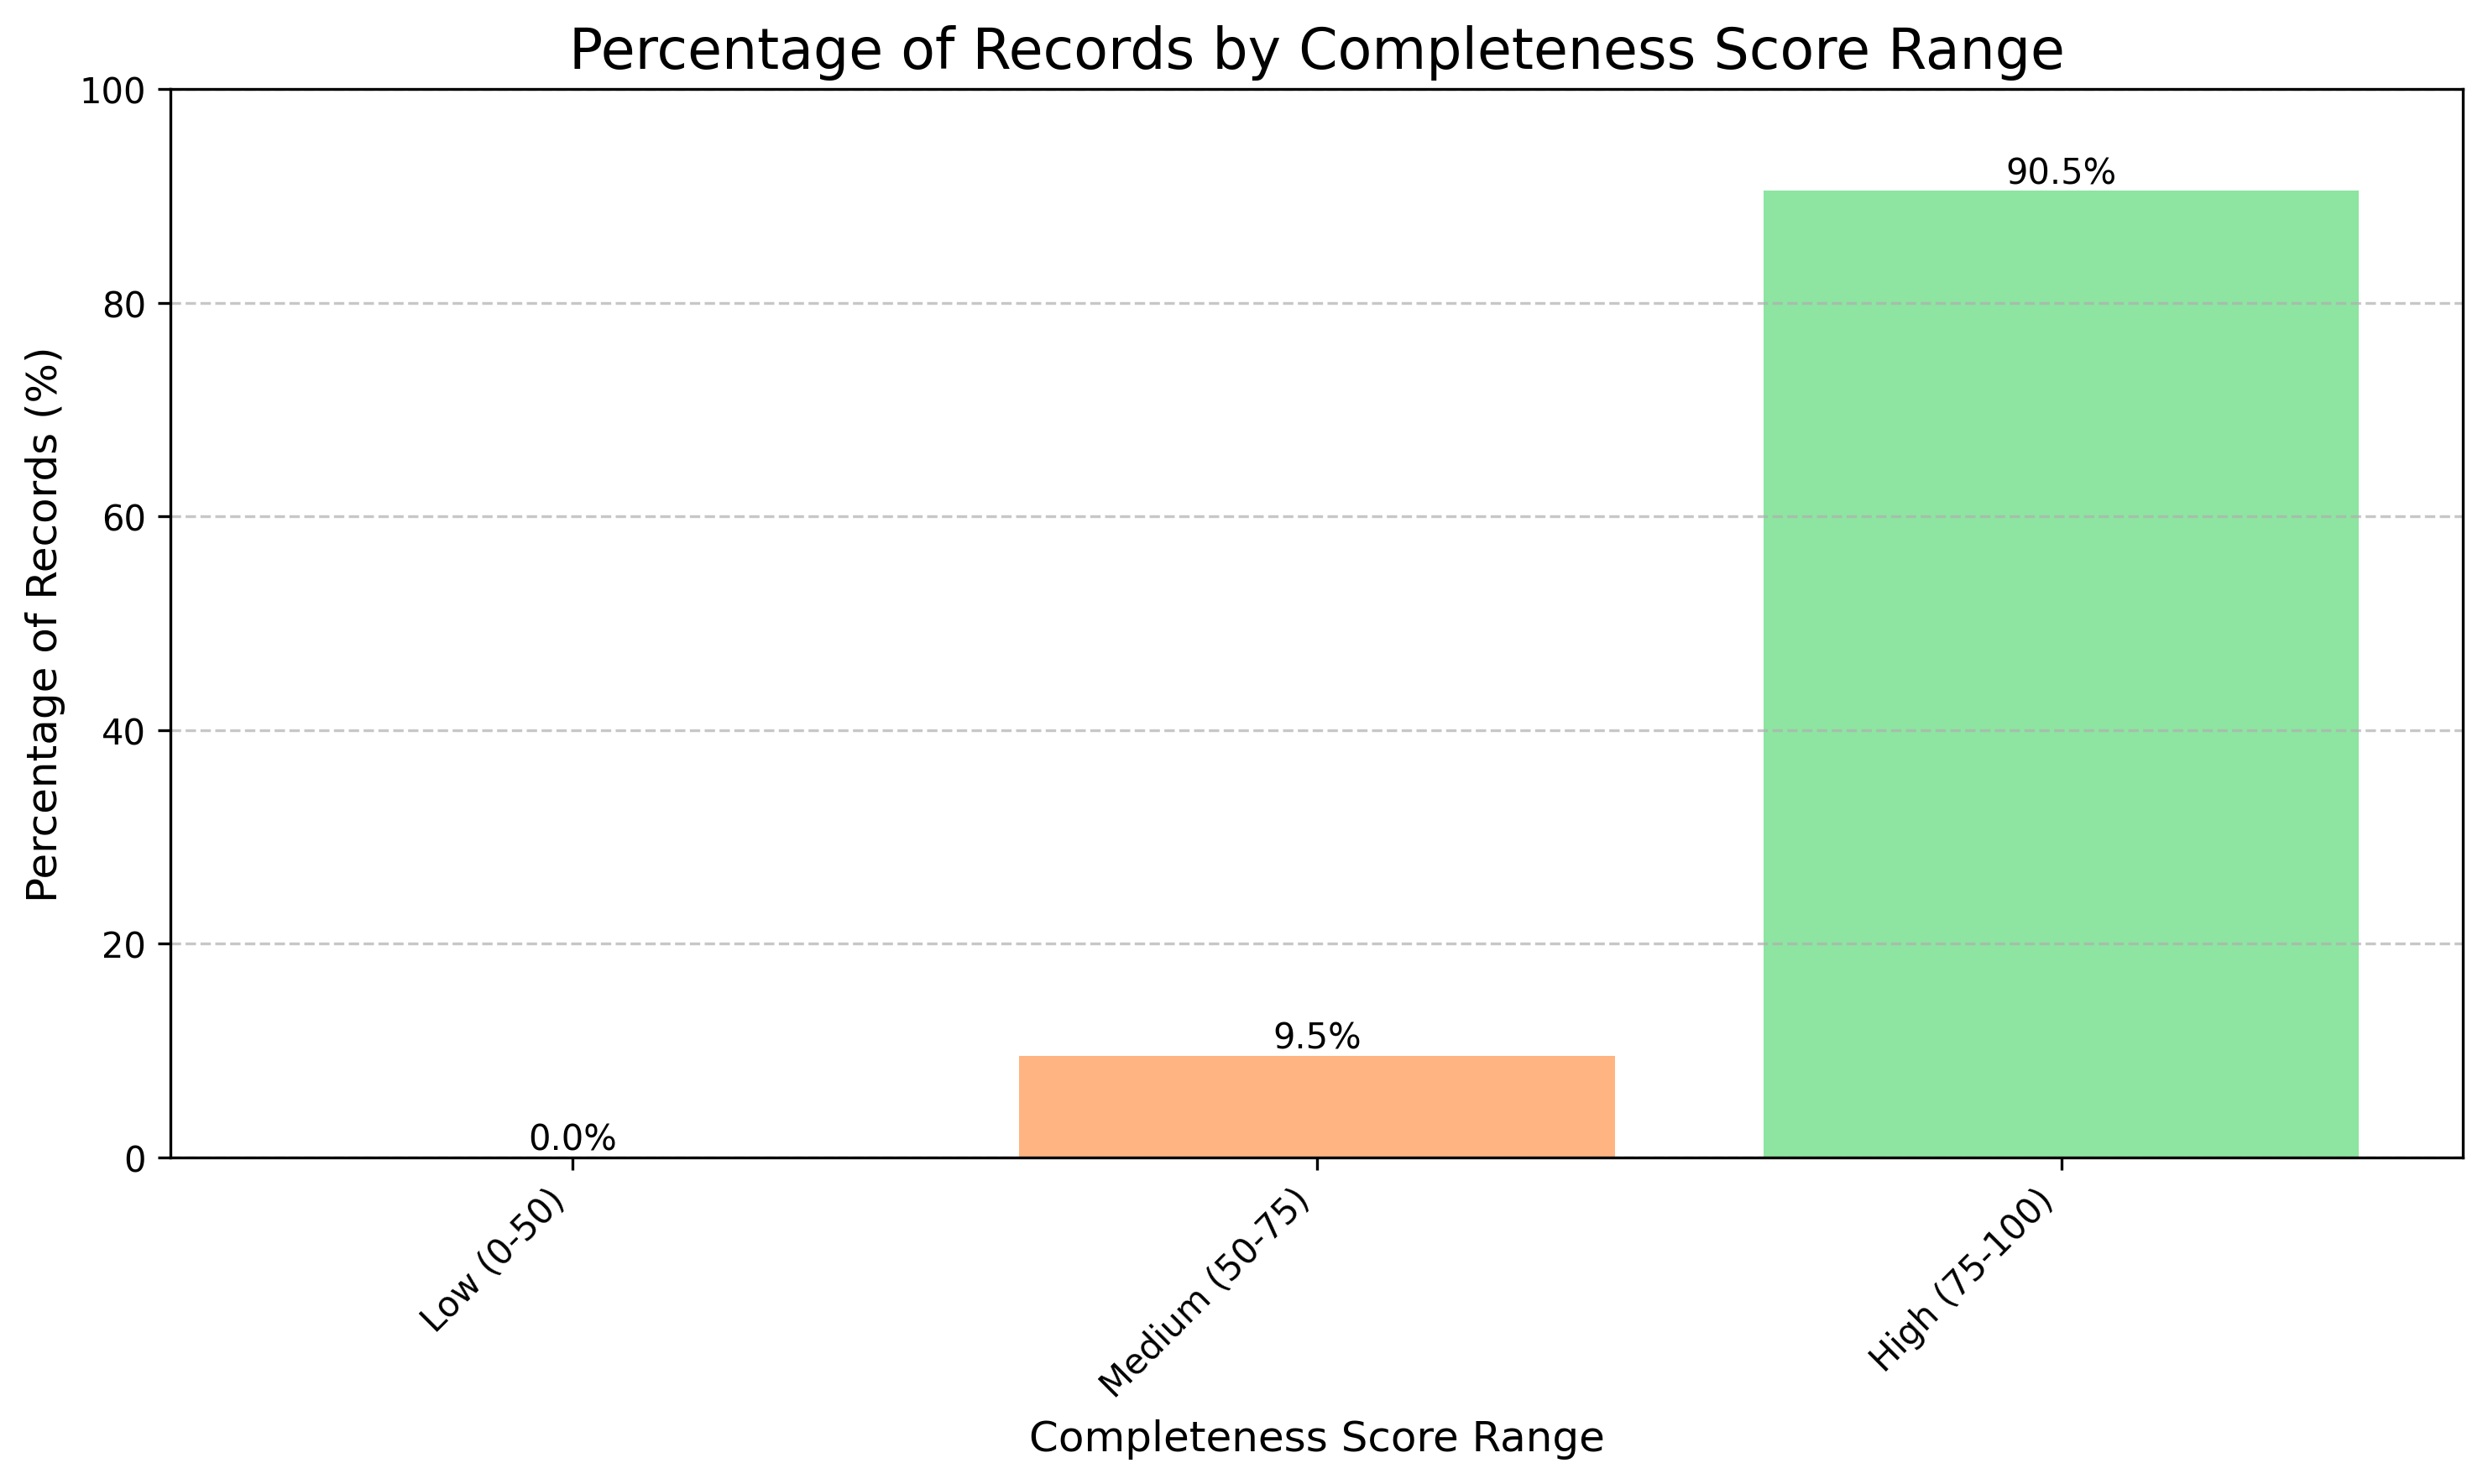 Percentage of Records by Completeness Score Range
Percentage of Records (%)
100
80
60
40
20
0
0.0%
9.5%
90.5%
Low (0-50)
Medium (50-75)
High (75-100)
Completeness Score Range